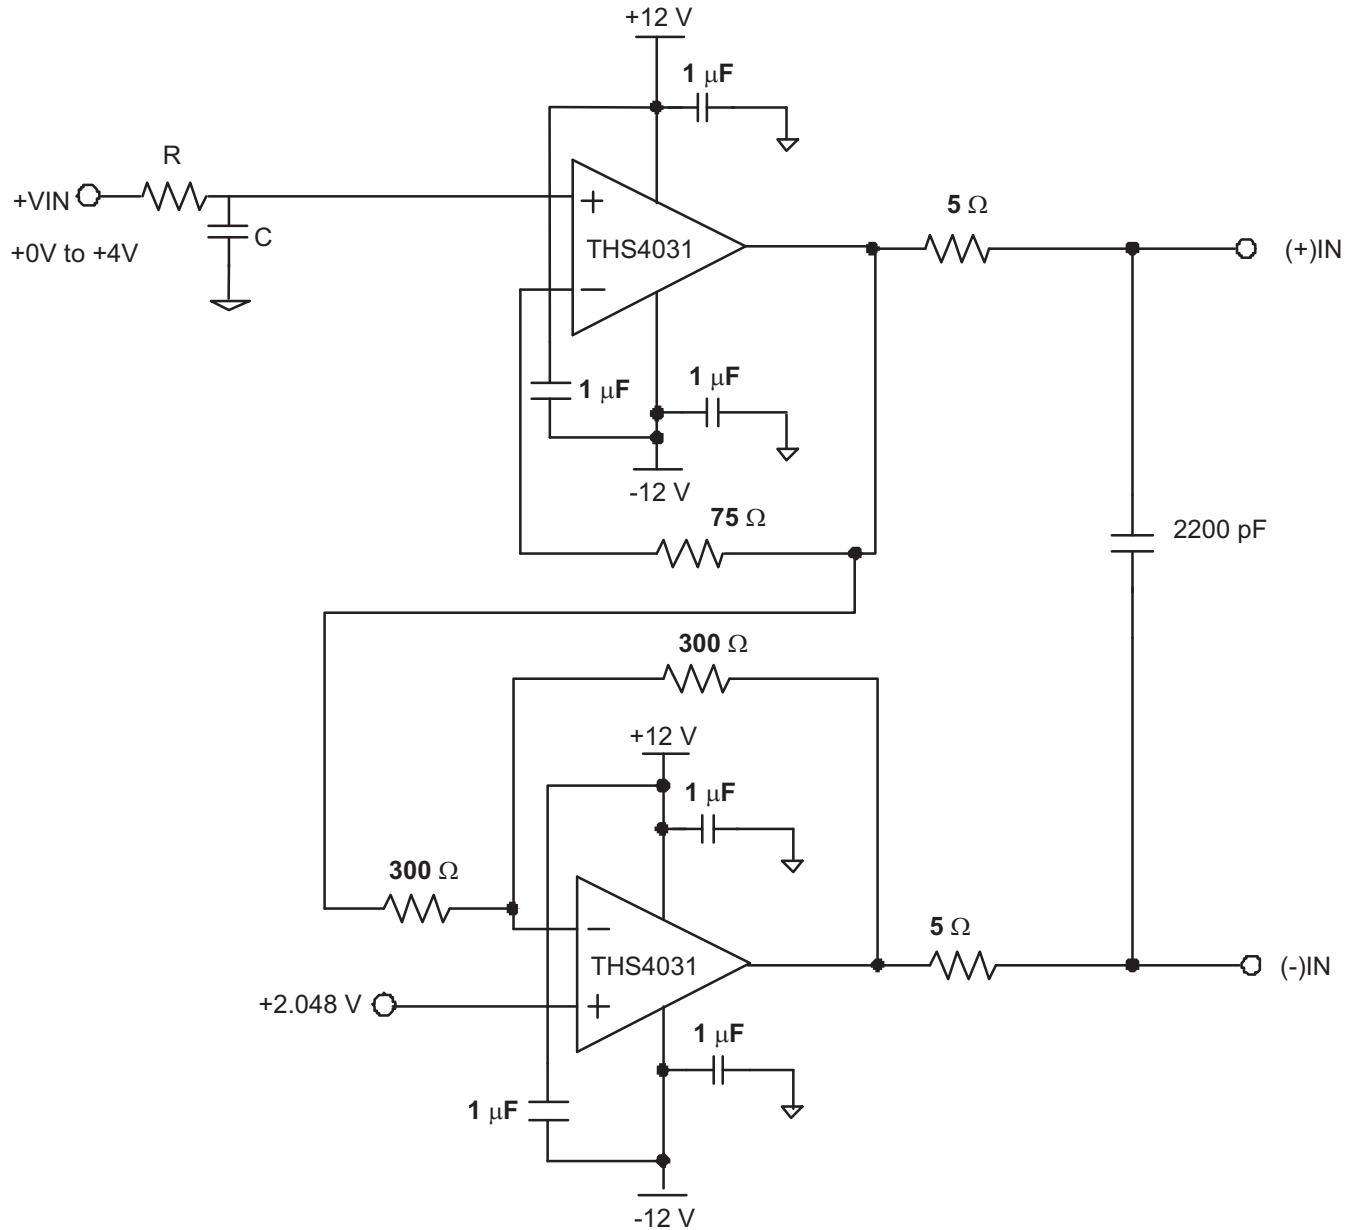 +12 V
1 µF
R
+VIN
+0V to +4V
C
+
THS4031
−
5 Ω
(+)IN
1 µF
1 µF
-12 V
75 Ω
2200 pF
300 Ω
+12 V
1 µF
300 Ω
−
THS4031
+
5 Ω
(-)IN
+2.048 V
1 µF
1 µF
-12 V